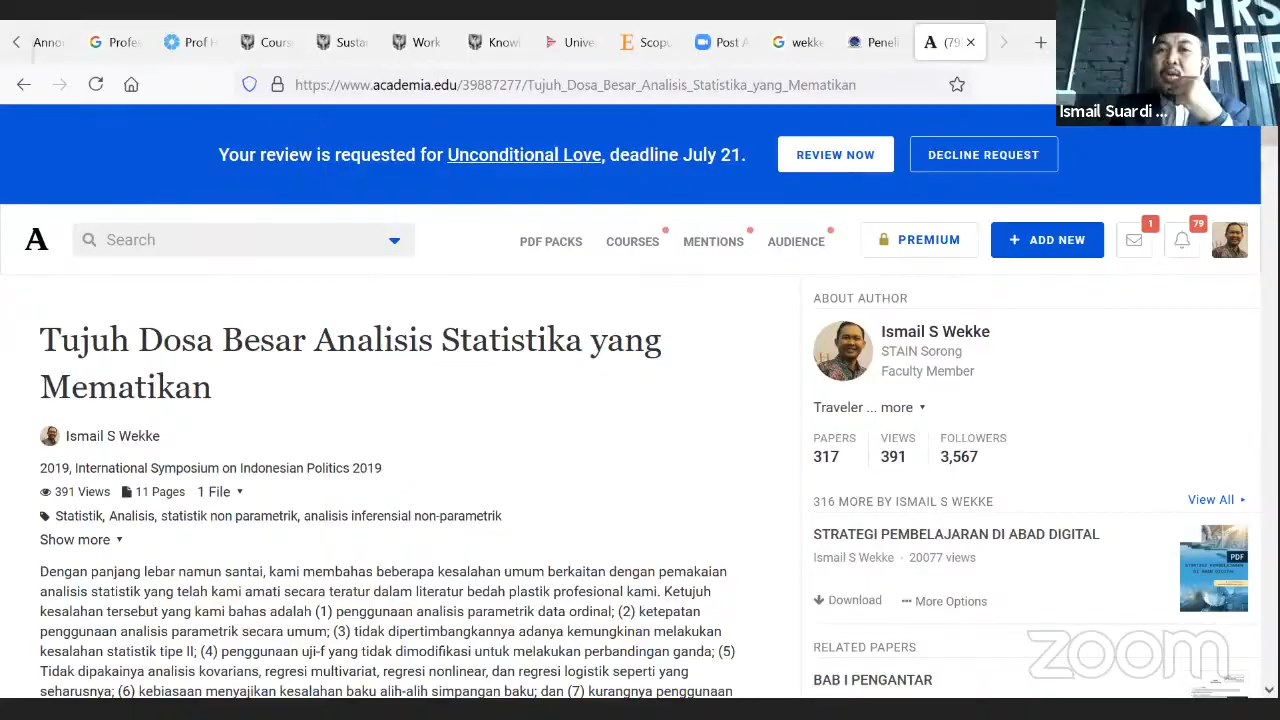 Anno
Profe
Prof H
Cours
Susta
Work
Knowl
Unive
Scopu
Post A
wekke
Peneli
A (79)
https://www.academia.edu/39887277/Tujuh_Dosa_Besar_Analisis_Statistika_yang_Mematikan
Ismail Suardi ...
Your review is requested for Unconditional Love, deadline July 21.
REVIEW NOW
DECLINE REQUEST
A
Search
PDF PACKS
COURSES
MENTIONS
AUDIENCE
PREMIUM
+ ADD NEW
1
79
Tujuh Dosa Besar Analisis Statistika yang
Mematikan
Ismail S Wekke
2019, International Symposium on Indonesian Politics 2019
391 Views 11 Pages 1 File
Statistik, Analisis, statistik non parametrik, analisis inferensial non-parametrik
Show more
Dengan panjang lebar namun santai, kami membahas beberapa kesalahan umum berkaitan dengan pemakaian
analisis statistik yang telah kami amati secara teratur dalam literatur bedah plastik profesional kami. Ketujuh
kesalahan tersebut yang kami bahas adalah (1) penggunaan analisis parametrik data ordinal; (2) ketepatan
penggunaan analisis parametrik secara umum; (3) tidak dipertimbangkannya adanya kemungkinan melakukan
kesalahan statistik tipe II; (4) penggunaan uji-f yang tidak dimodifikasi untuk melakukan perbandingan ganda; (5)
Tidak dipakainya analisis kovarians, regresi multivariat, regresi nonlinear, dan regresi logistik seperti yang
seharusnya; (6) kebiasaan menyajikan kesalahan baku alih-alih simpangan baku; dan (7) kurangnya penggunaan
ABOUT AUTHOR
Ismail S Wekke
STAIN Sorong
Faculty Member
Traveler ... more
PAPERS VIEWS FOLLOWERS
317 391 3,567
316 MORE BY ISMAIL S WEKKE
View All
STRATEGI PEMBELAJARAN DI ABAD DIGITAL
Ismail S Wekke · 20077 views
PDF
Download
More Options
RELATED PAPERS
BAB I PENGANTAR
zoom